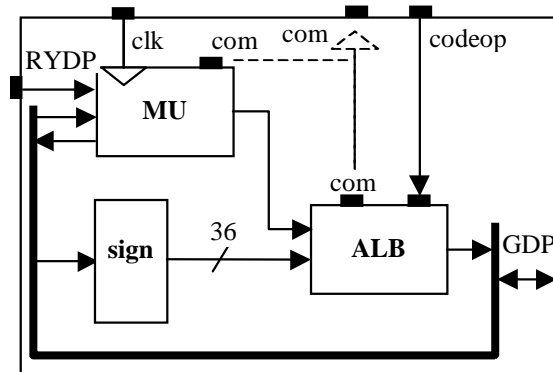 clk
com
com
codeop
RYDP
MU
com
36
sign
ALB
GDP